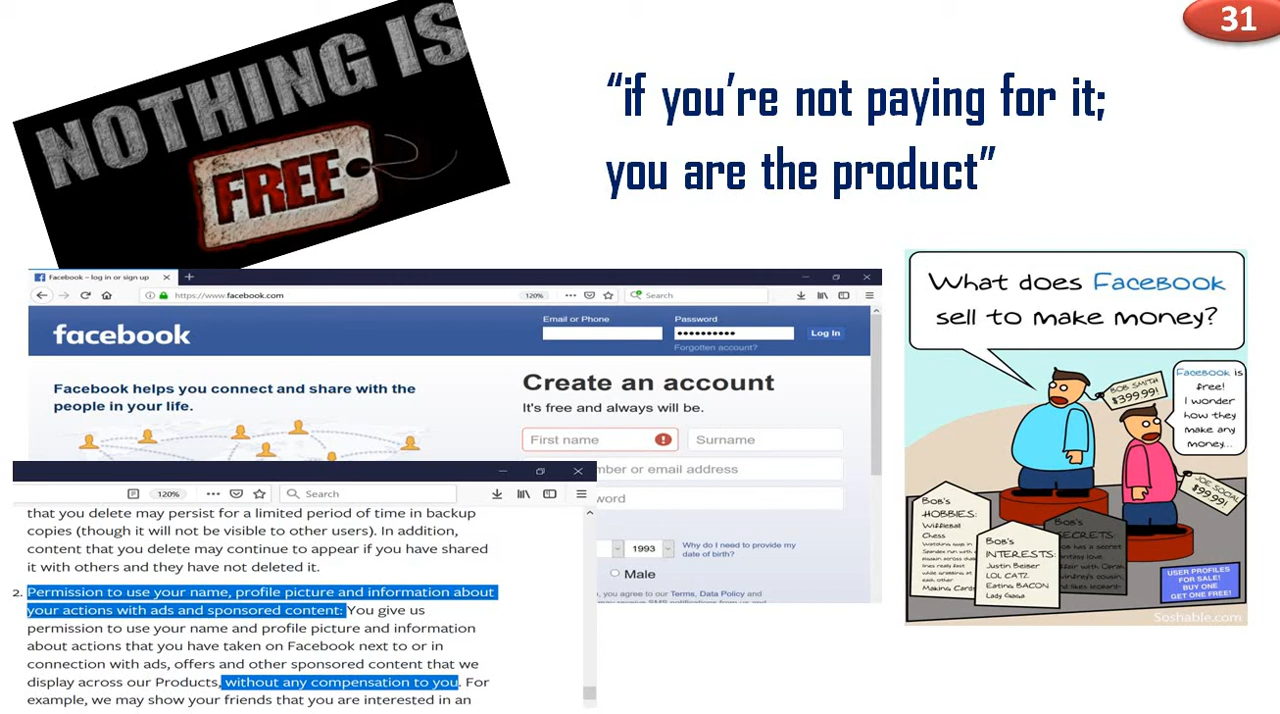 31
NOTHING IS
FREE
“if you’re not paying for it;
you are the product”
Facebook – log in or sign up
https://www.facebook.com
120%
Search
facebook
Email or Phone
Password
Log In
Forgotten account?
Facebook helps you connect and share with the
people in your life.
Create an account
It's free and always will be.
First name
Surname
mber or email address
word
1993
Why do I need to provide my
date of birth?
Male
Terms, Data Policy and
120%
Search
that you delete may persist for a limited period of time in backup
copies (though it will not be visible to other users). In addition,
content that you delete may continue to appear if you have shared
it with others and they have not deleted it.
2. Permission to use your name, profile picture and information about
your actions with ads and sponsored content: You give us
permission to use your name and profile picture and information
about actions that you have taken on Facebook next to or in
connection with ads, offers and other sponsored content that we
display across our Products, without any compensation to you. For
example, we may show your friends that you are interested in an
What does Facebook
sell to make money?
BOB SMITH
$399.99!
Facebook is
free!
I wonder
how they
make any
money...
JOE SOCIAL
$99.99!
Bob's
HOBBIES:
Wiffleball
Chess
each other
Making Cards
Bob's
INTERESTS:
Justin Beiser
LOL CATZ
Eating BACON
Lady Gaga
Bob's
SECRETS:
USER PROFILES
FOR SALE!
BUY ONE
GET ONE FREE!
Soshable.com